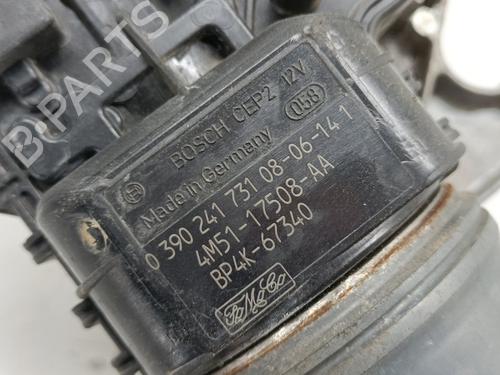 BOSCH CEP2 12V
Made in Germany 058
0 390 241 731 08-06-14 1
4M51-17508-AA
BP4K-67340
FoMoCo
B-PARTS